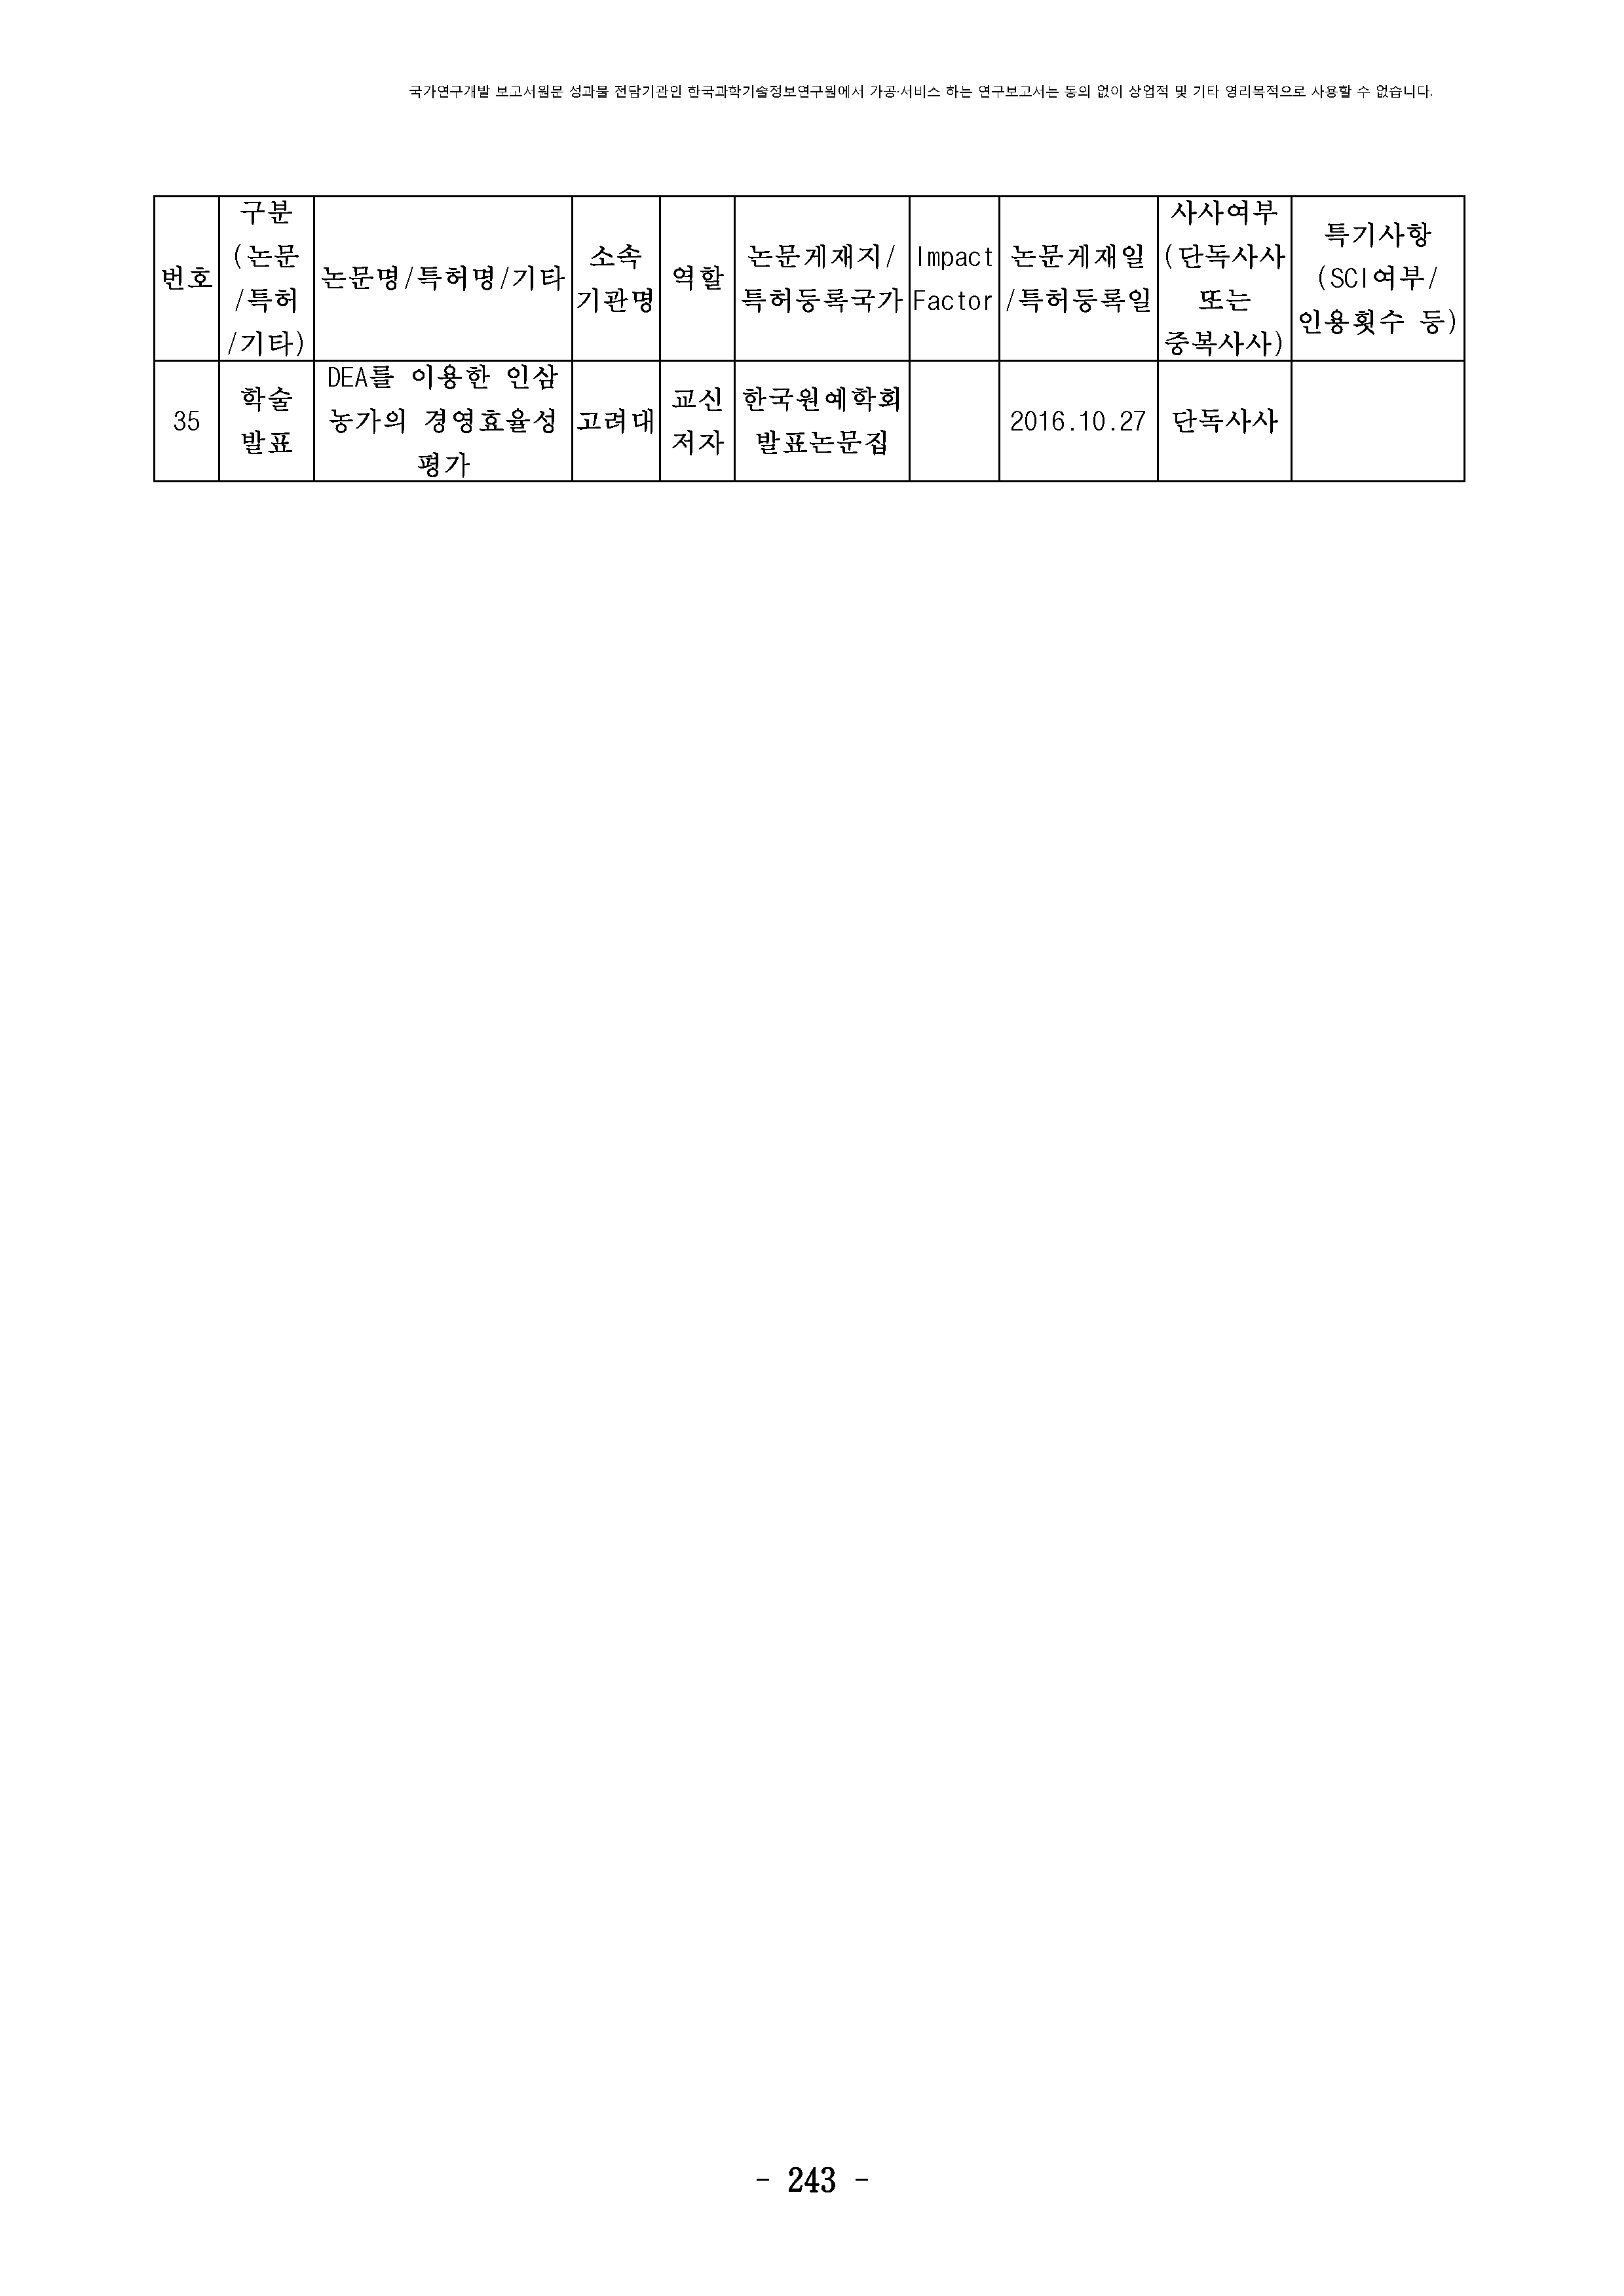 국가연구개발 보고서원문 성과물 전담기관인 한국과학기술정보연구원에서 가공·서비스 하는 연구보고서는 동의 없이 상업적 및 기타 영리목적으로 사용할 수 없습니다.
번호
구분
(논문
/특허
/기타)
논문명/특허명/기타
소속
기관명
역할
논문게재지/
특허등록국가
Impact
Factor
논문게재일
/특허등록일
사사여부
(단독사사
또는
중복사사)
특기사항
(SCI여부/
인용횟수 등)
35
학술
발표
DEA를 이용한 인삼
농가의 경영효율성
평가
고려대
교신
저자
한국원예학회
발표논문집
2016.10.27
단독사사
- 243 -